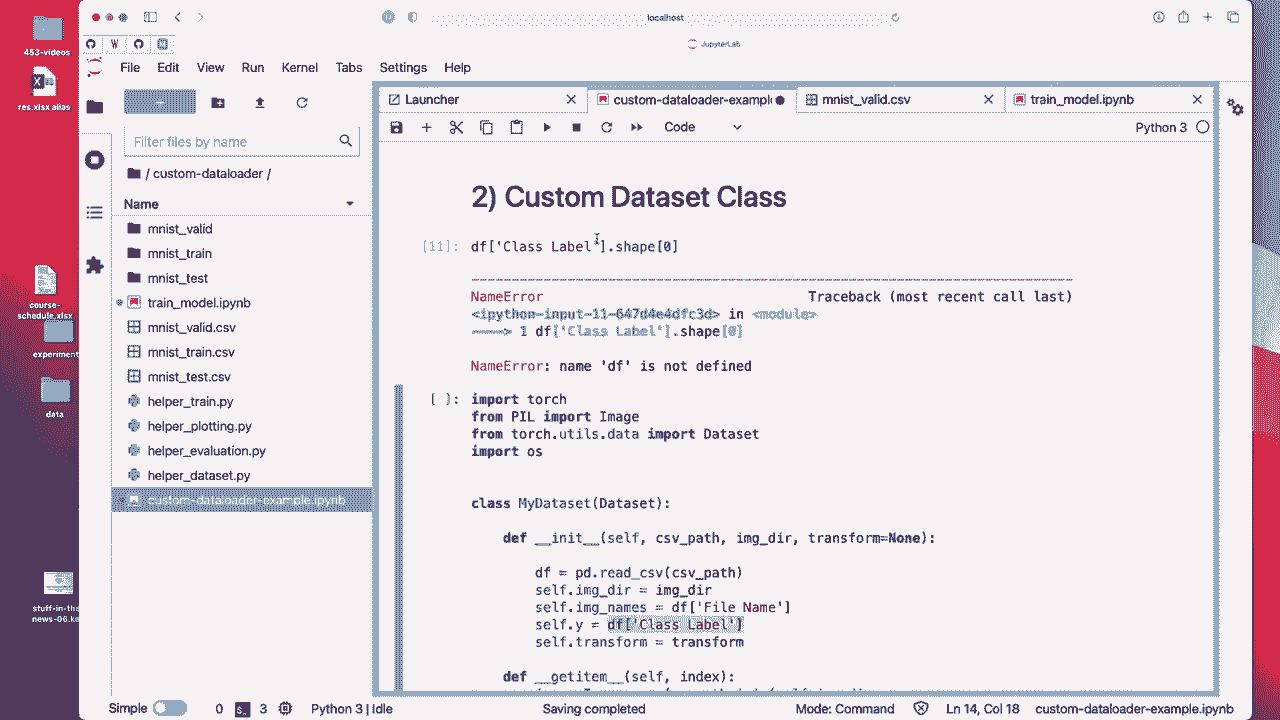 localhost
JupyterLab
File Edit View Run Kernel Tabs Settings Help
453-videos
res.xlsx alias
course-
schedule.xlsx
experiment
data
stuff-in-the
news-06.ke
Filter files by name
/ custom-dataloader /
Name
mnist_valid
mnist_train
mnist_test
train_model.ipynb
mnist_valid.csv
mnist_train.csv
mnist_test.csv
helper_train.py
helper_plotting.py
helper_evaluation.py
helper_dataset.py
custom-dataloader-example.ipynb
Launcher
custom-dataloader-example
mnist_valid.csv
train_model.ipynb
Code
Python 3
2) Custom Dataset Class
[11]: df['Class Label'].shape[0]
NameError Traceback (most recent call last)
<ipython-input-11-647d4e4dfc3d> in <module>
----> 1 df['Class Label'].shape[0]
NameError: name 'df' is not defined
[ ]: import torch
from PIL import Image
from torch.utils.data import Dataset
import os
class MyDataset(Dataset):
def __init__(self, csv_path, img_dir, transform=None):
df = pd.read_csv(csv_path)
self.img_dir = img_dir
self.img_names = df['File Name']
self.y = df['Class Label']
self.transform = transform
def __getitem__(self, index):
Simple 0 3 Python 3 | Idle Saving completed Mode: Command Ln 14, Col 18 custom-dataloader-example.ipynb